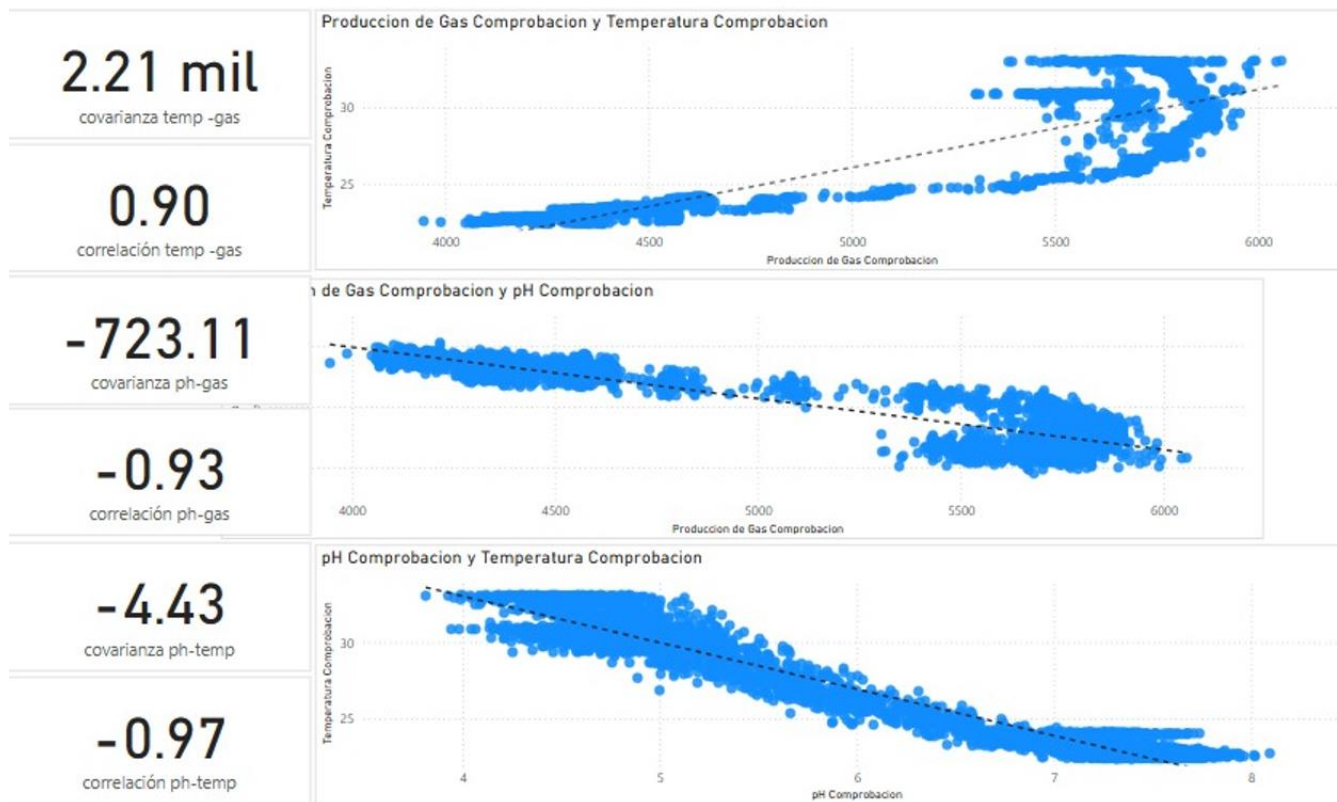 2.21 mil
covarianza temp -gas
0.90
correlación temp -gas
-723.11
covarianza ph-gas
-0.93
correlación ph-gas
-4.43
covarianza ph-temp
-0.97
correlación ph-temp
Produccion de Gas Comprobacion y Temperatura Comprobacion
Temperatura Comprobacion
30
25
4000 4500 5000 5500 6000
Produccion de Gas Comprobacion
de Gas Comprobacion y pH Comprobacion
4000 4500 5000 5500 6000
Produccion de Gas Comprobacion
pH Comprobacion y Temperatura Comprobacion
Temperatura Comprobacion
30
25
4 5 6 7 8
pH Comprobacion